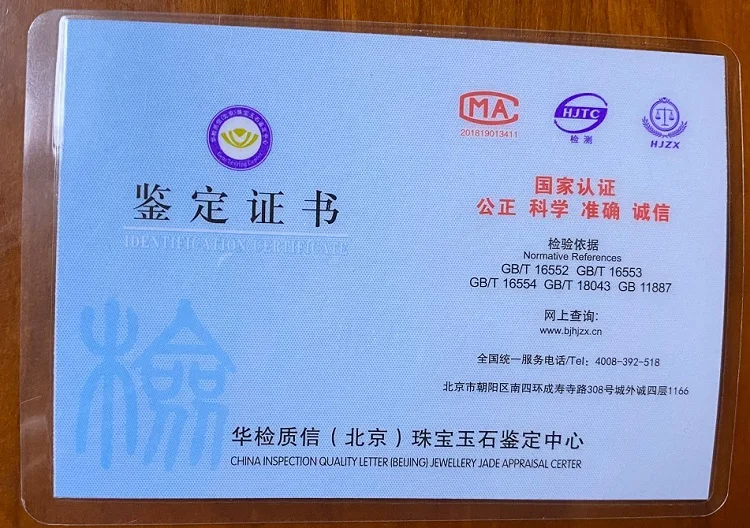 鉴定证书
IDENTIFICATION CERTIFICATE
检
MA
201819013411
HJTC
检测
HJZX
国家认证
公正 科学 准确 诚信
检验依据
Normative References
GB/T 16552 GB/T 16553
GB/T 16554 GB/T 18043 GB 11887
网上查询:
www.bjhjzx.cn
全国统一服务电话/Tel: 4008-392-518
北京市朝阳区南四环成寿寺路308号城外诚四层1166
华检质信(北京)珠宝玉石鉴定中心
CHINA INSPECTION QUALITY LETTER (BEIJING) JEWELLERY JADE APPRAISAL CERTER